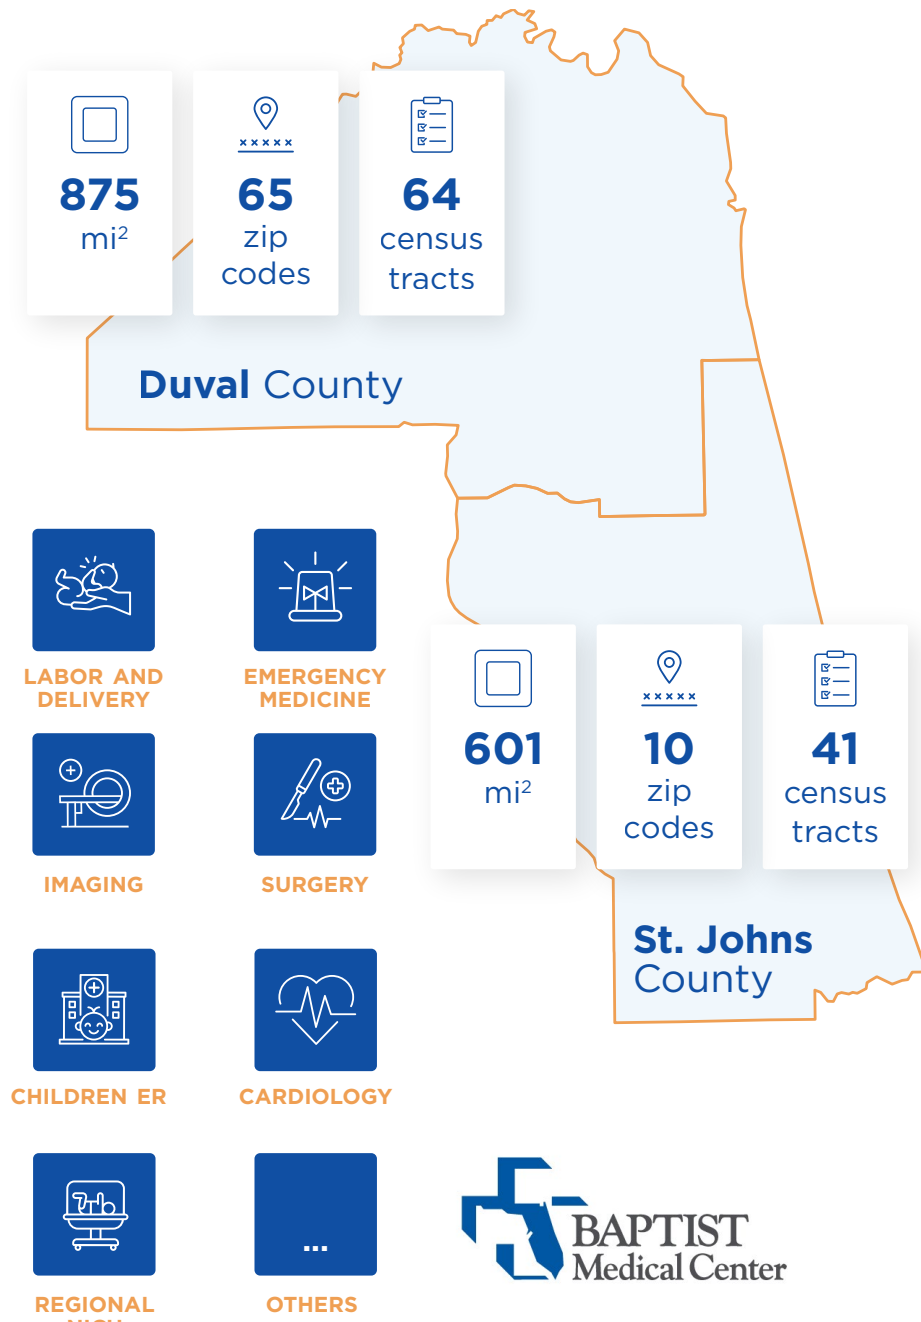 875
mi²
65
zip
codes
64
census
tracts
Duval County
LABOR AND
DELIVERY
EMERGENCY
MEDICINE
601
mi²
10
zip
codes
41
census
tracts
IMAGING
SURGERY
St. Johns
County
CHILDREN ER
CARDIOLOGY
...
BAPTIST
Medical Center
REGIONAL
OTHERS